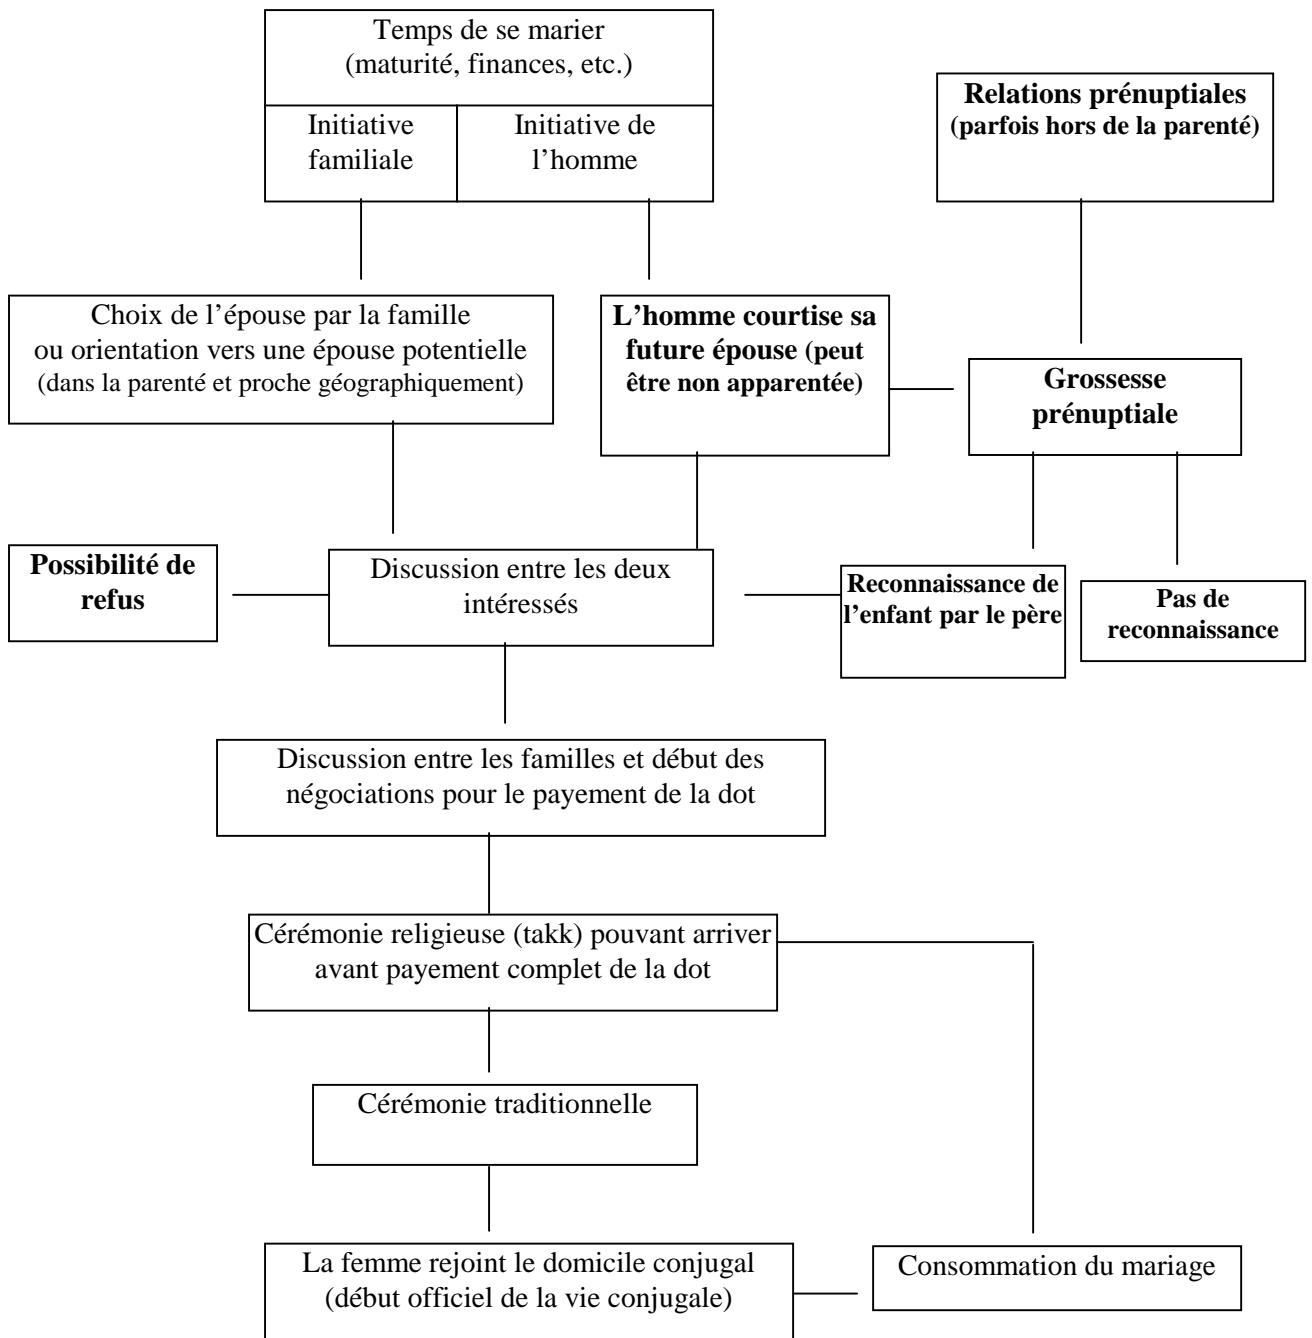 Temps de se marier
(maturité, finances, etc.)
Initiative
familiale
Initiative de
l’homme
Relations prénuptiales
(parfois hors de la parenté)
Choix de l’épouse par la famille
ou orientation vers une épouse potentielle
(dans la parenté et proche géographiquement)
L’homme courtise sa
future épouse (peut
être non apparentée)
Grossesse
prénuptiale
Possibilité de
refus
Discussion entre les deux
intéressés
Reconnaissance de
l’enfant par le père
Pas de
reconnaissance
Discussion entre les familles et début des
négociations pour le payement de la dot
Cérémonie religieuse (takk) pouvant arriver
avant payement complet de la dot
Cérémonie traditionnelle
La femme rejoint le domicile conjugal
(début officiel de la vie conjugale)
Consommation du mariage